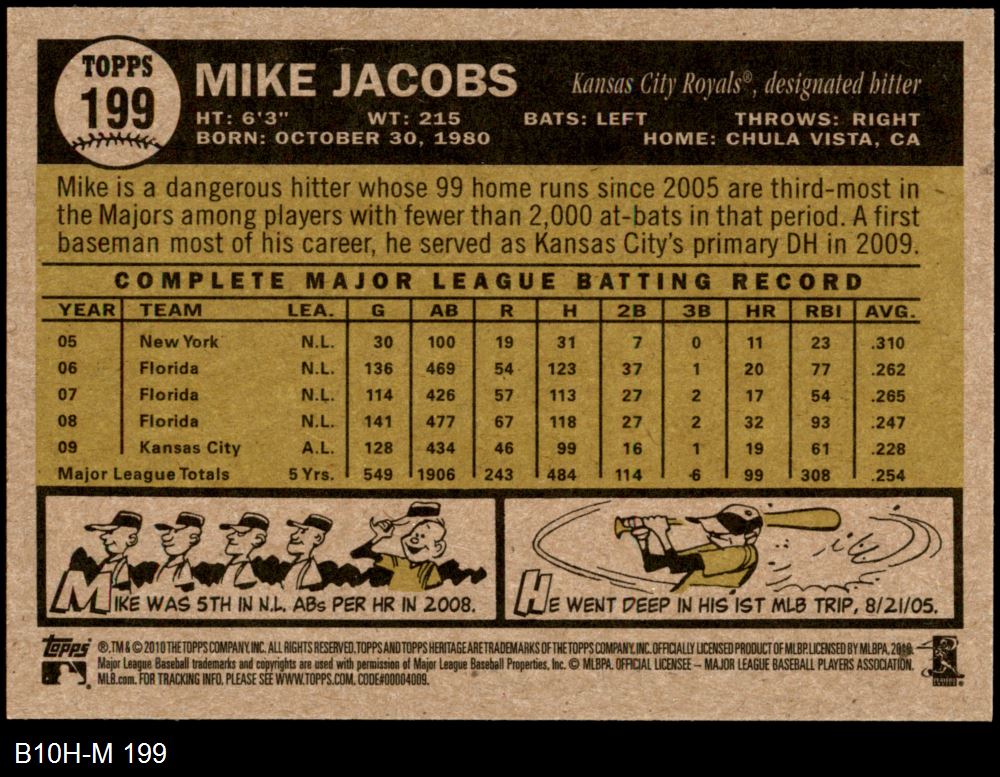 TOPPS
199
MIKE JACOBS
Kansas City Royals®, designated hitter
HT: 6'3" WT: 215 BATS: LEFT THROWS: RIGHT
BORN: OCTOBER 30, 1980 HOME: CHULA VISTA, CA
Mike is a dangerous hitter whose 99 home runs since 2005 are third-most in
the Majors among players with fewer than 2,000 at-bats in that period. A first
baseman most of his career, he served as Kansas City's primary DH in 2009.
COMPLETE MAJOR LEAGUE BATTING RECORD
YEAR TEAM LEA. G AB R H 2B 3B HR RBI AVG.
05 New York N.L. 30 100 19 31 7 0 11 23 .310
06 Florida N.L. 136 469 54 123 37 1 20 77 .262
07 Florida N.L. 114 426 57 113 27 2 17 54 .265
08 Florida N.L. 141 477 67 118 27 2 32 93 .247
09 Kansas City A.L. 128 434 46 99 16 1 19 61 .228
Major League Totals 5 Yrs. 549 1906 243 484 114 6 99 308 .254
MIKE WAS 5TH IN N.L. ABs PER HR IN 2008.
HE WENT DEEP IN HIS 1ST MLB TRIP, 8/21/05.
Topps ®, TM & © 2010 THE TOPPS COMPANY, INC. ALL RIGHTS RESERVED. TOPPS AND TOPPS HERITAGE ARE TRADEMARKS OF THE TOPPS COMPANY, INC. OFFICIALLY LICENSED PRODUCT OF MLBP. LICENSED BY MLBPA, 2010.
Major League Baseball trademarks and copyrights are used with permission of Major League Baseball Properties, Inc. © MLBPA. OFFICIAL LICENSEE – MAJOR LEAGUE BASEBALL PLAYERS ASSOCIATION.
MLB.com. FOR TRACKING INFO, PLEASE SEE WWW.TOPPS.COM. CODE#00004009.
B10H-M 199